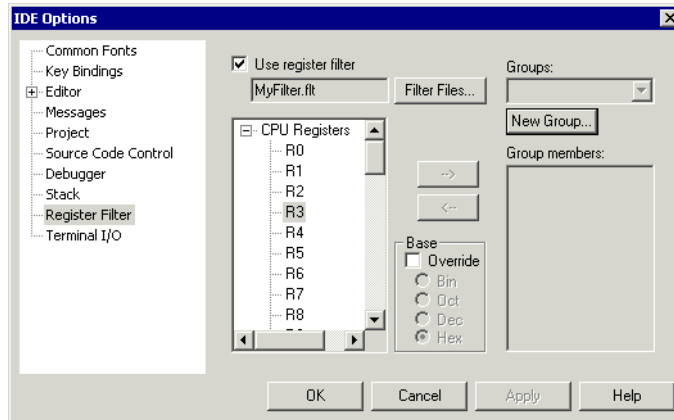 IDE Options
Common Fonts
Key Bindings
Editor
Messages
Project
Source Code Control
Debugger
Stack
Register Filter
Terminal I/O
Use register filter
MyFilter.flt
Filter Files...
CPU Registers
R0
R1
R2
R3
R4
R5
R6
R7
R8
-->
<--
Base
Override
Bin
Oct
Dec
Hex
Groups:
New Group...
Group members:
OK
Cancel
Apply
Help